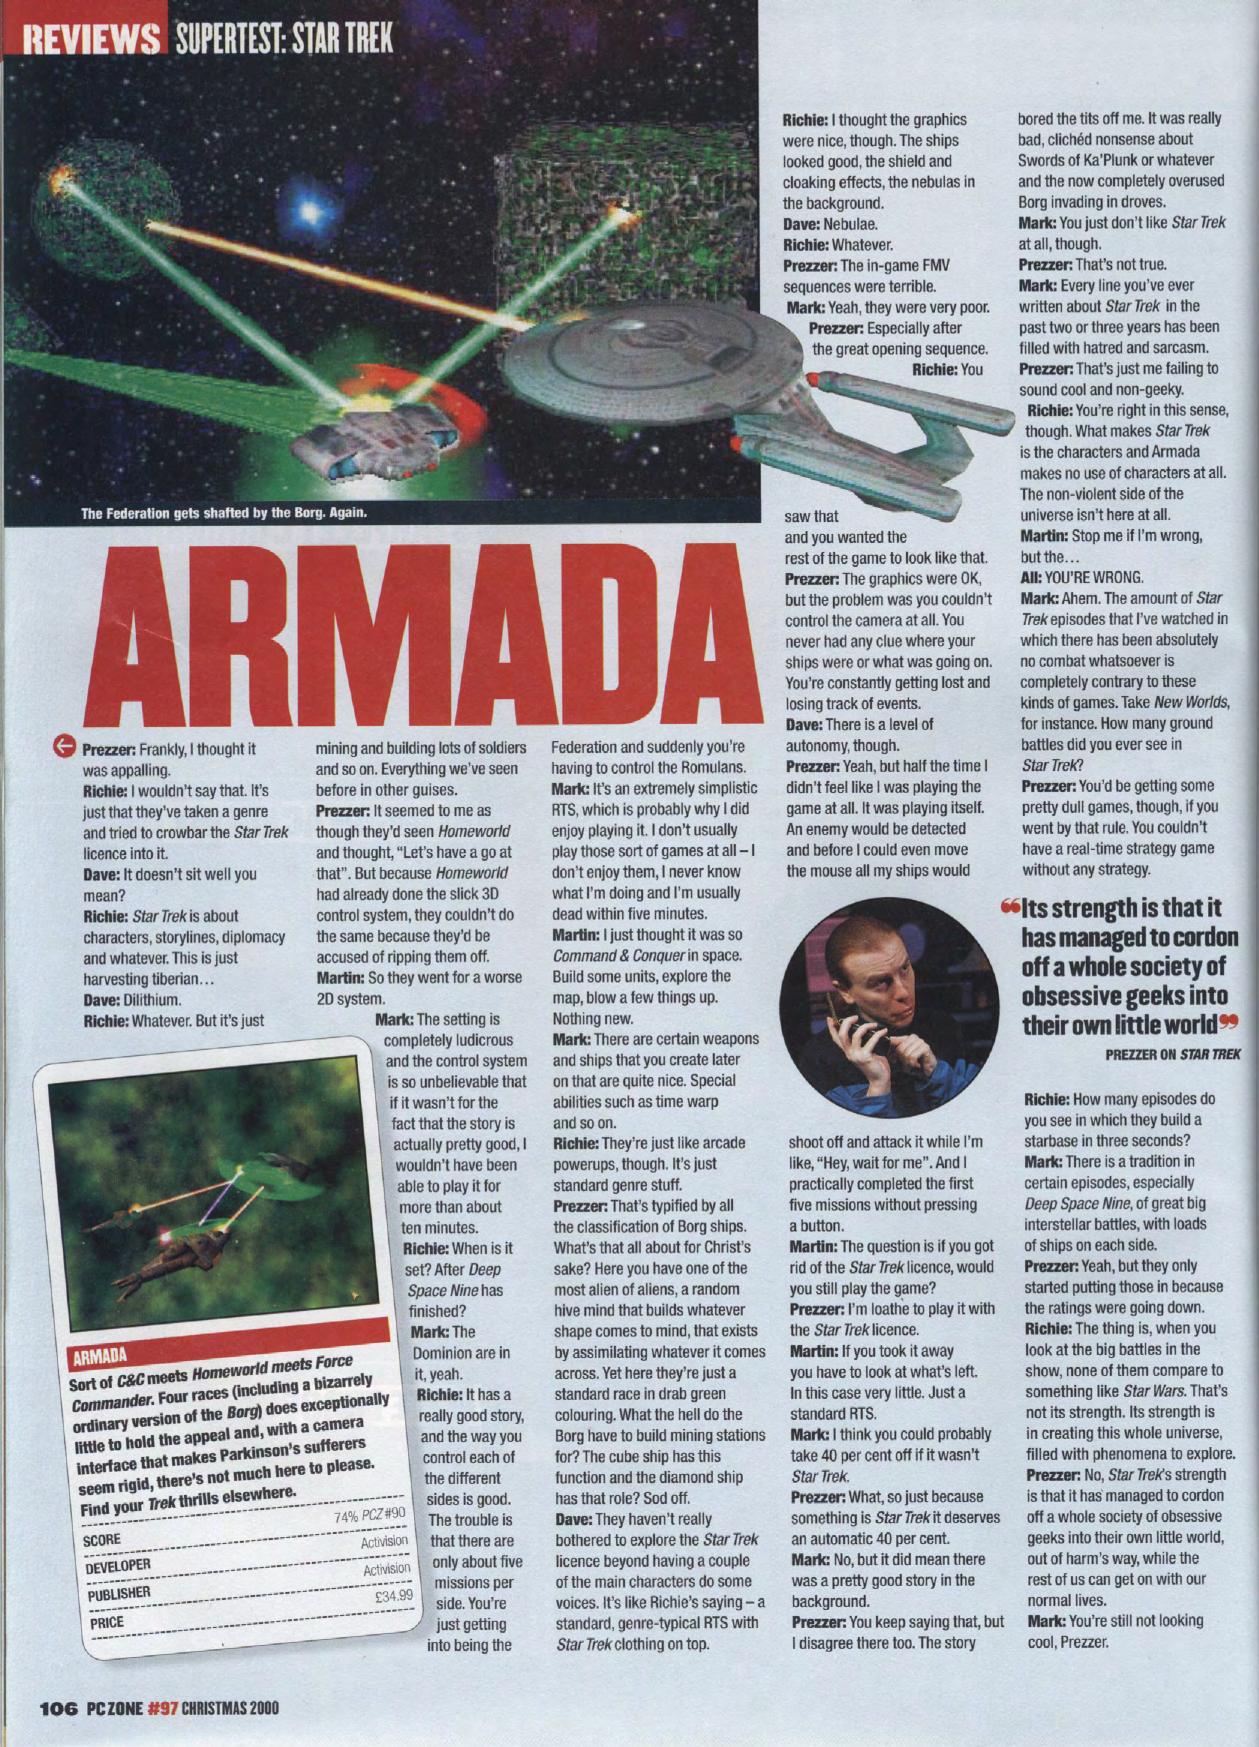 REVIEWS SUPERTEST: STAR TREK
The Federation gets shafted by the Borg. Again.
ARMADA
Prezzer: Frankly, I thought it
was appalling.
Richie: I wouldn't say that. It's
just that they've taken a genre
and tried to crowbar the Star Trek
licence into it.
Dave: It doesn't sit well you
mean?
Richie: Star Trek is about
characters, storylines, diplomacy
and whatever. This is just
harvesting tiberian...
Dave: Dilithium.
Richie: Whatever. But it's just
mining and building lots of soldiers
and so on. Everything we've seen
before in other guises.
Prezzer: It seemed to me as
though they'd seen Homeworld
and thought, "Let's have a go at
that". But because Homeworld
had already done the slick 3D
control system, they couldn't do
the same because they'd be
accused of ripping them off.
Martin: So they went for a worse
2D system.
Mark: The setting is
completely ludicrous
and the control system
is so unbelievable that
if it wasn't for the
fact that the story is
actually pretty good, I
wouldn't have been
able to play it for
more than about
ten minutes.
Richie: When is it
set? After Deep
Space Nine has
finished?
Mark: The
Dominion are in
it, yeah.
Richie: It has a
really good story,
and the way you
control each of
the different
sides is good.
The trouble is
that there are
only about five
missions per
side. You're
just getting
into being the
Federation and suddenly you're
having to control the Romulans.
Mark: It's an extremely simplistic
RTS, which is probably why I did
enjoy playing it. I don't usually
play those sort of games at all – I
don't enjoy them, I never know
what I'm doing and I'm usually
dead within five minutes.
Martin: I just thought it was so
Command & Conquer in space.
Build some units, explore the
map, blow a few things up.
Nothing new.
Mark: There are certain weapons
and ships that you create later
on that are quite nice. Special
abilities such as time warp
and so on.
Richie: They're just like arcade
powerups, though. It's just
standard genre stuff.
Prezzer: That's typified by all
the classification of Borg ships.
What's that all about for Christ's
sake? Here you have one of the
most alien of aliens, a random
hive mind that builds whatever
shape comes to mind, that exists
by assimilating whatever it comes
across. Yet here they're just a
standard race in drab green
colouring. What the hell do the
Borg have to build mining stations
for? The cube ship has this
function and the diamond ship
has that role? Sod off.
Dave: They haven't really
bothered to explore the Star Trek
licence beyond having a couple
of the main characters do some
voices. It's like Richie's saying – a
standard, genre-typical RTS with
Star Trek clothing on top.
Richie: I thought the graphics
were nice, though. The ships
looked good, the shield and
cloaking effects, the nebulas in
the background.
Dave: Nebulae.
Richie: Whatever.
Prezzer: The in-game FMV
sequences were terrible.
Mark: Yeah, they were very poor.
Prezzer: Especially after
the great opening sequence.
Richie: You
saw that
and you wanted the
rest of the game to look like that.
Prezzer: The graphics were OK,
but the problem was you couldn't
control the camera at all. You
never had any clue where your
ships were or what was going on.
You're constantly getting lost and
losing track of events.
Dave: There is a level of
autonomy, though.
Prezzer: Yeah, but half the time I
didn't feel like I was playing the
game at all. It was playing itself.
An enemy would be detected
and before I could even move
the mouse all my ships would
shoot off and attack it while I'm
like, "Hey, wait for me". And I
practically completed the first
five missions without pressing
a button.
Martin: The question is if you got
rid of the Star Trek licence, would
you still play the game?
Prezzer: I'm loathe to play it with
the Star Trek licence.
Martin: If you took it away
you have to look at what's left.
In this case very little. Just a
standard RTS.
Mark: I think you could probably
take 40 per cent off if it wasn't
Star Trek.
Prezzer: What, so just because
something is Star Trek it deserves
an automatic 40 per cent.
Mark: No, but it did mean there
was a pretty good story in the
background.
Prezzer: You keep saying that, but
I disagree there too. The story
bored the tits off me. It was really
bad, clichéd nonsense about
Swords of Ka'Plunk or whatever
and the now completely overused
Borg invading in droves.
Mark: You just don't like Star Trek
at all, though.
Prezzer: That's not true.
Mark: Every line you've ever
written about Star Trek in the
past two or three years has been
filled with hatred and sarcasm.
Prezzer: That's just me failing to
sound cool and non-geeky.
Richie: You're right in this sense,
though. What makes Star Trek
is the characters and Armada
makes no use of characters at all.
The non-violent side of the
universe isn't here at all.
Martin: Stop me if I'm wrong,
but the...
All: YOU'RE WRONG.
Mark: Ahem. The amount of Star
Trek episodes that I've watched in
which there has been absolutely
no combat whatsoever is
completely contrary to these
kinds of games. Take New Worlds,
for instance. How many ground
battles did you ever see in
Star Trek?
Prezzer: You'd be getting some
pretty dull games, though, if you
went by that rule. You couldn't
have a real-time strategy game
without any strategy.
“Its strength is that it
has managed to cordon
off a whole society of
obsessive geeks into
their own little world”
PREZZER ON STAR TREK
Richie: How many episodes do
you see in which they build a
starbase in three seconds?
Mark: There is a tradition in
certain episodes, especially
Deep Space Nine, of great big
interstellar battles, with loads
of ships on each side.
Prezzer: Yeah, but they only
started putting those in because
the ratings were going down.
Richie: The thing is, when you
look at the big battles in the
show, none of them compare to
something like Star Wars. That's
not its strength. Its strength is
in creating this whole universe,
filled with phenomena to explore.
Prezzer: No, Star Trek's strength
is that it has managed to cordon
off a whole society of obsessive
geeks into their own little world,
out of harm's way, while the
rest of us can get on with our
normal lives.
Mark: You're still not looking
cool, Prezzer.
ARMADA
Sort of C&C meets Homeworld meets Force
Commander. Four races (including a bizarrely
ordinary version of the Borg) does exceptionally
little to hold the appeal and, with a camera
interface that makes Parkinson's sufferers
seem rigid, there's not much here to please.
Find your Trek thrills elsewhere.
SCORE 74% PCZ #90
DEVELOPER Activision
PUBLISHER Activision
PRICE £34.99
106 PC ZONE #97 CHRISTMAS 2000